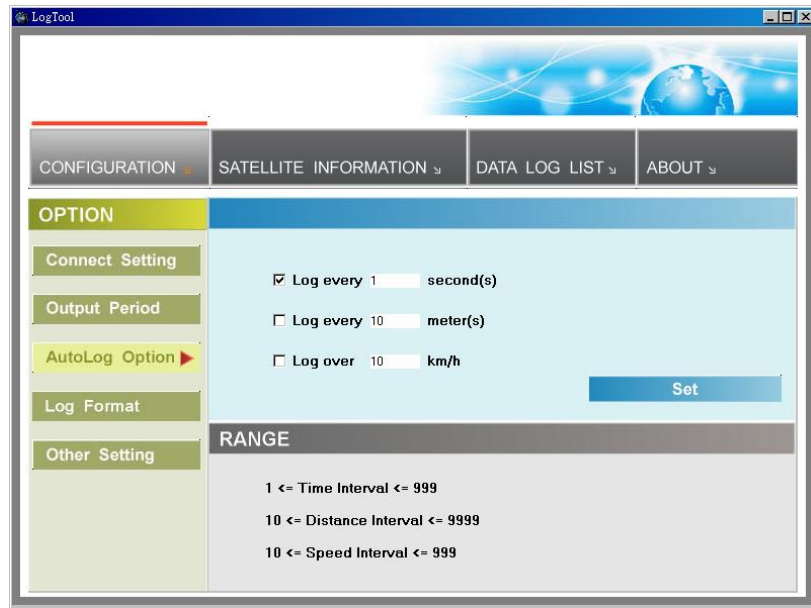 LogTool
CONFIGURATION
SATELLITE INFORMATION
DATA LOG LIST
ABOUT
OPTION
Connect Setting
Output Period
AutoLog Option
Log Format
Other Setting
Log every 1 second(s)
Log every 10 meter(s)
Log over 10 km/h
Set
RANGE
1 <= Time Interval <= 999
10 <= Distance Interval <= 9999
10 <= Speed Interval <= 999